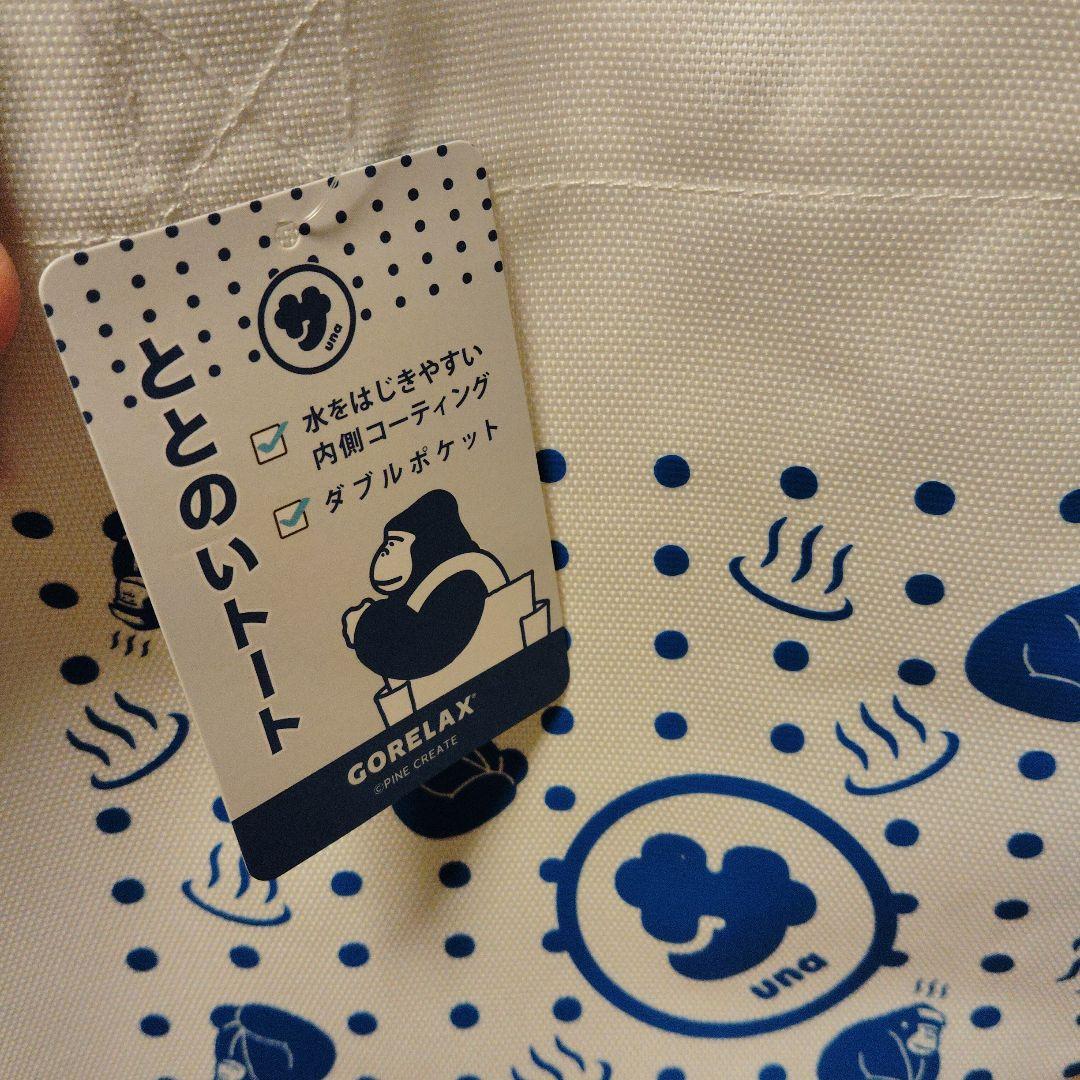 サ
una
ととのいトート
水をはじきやすい
内側コーティング
ダブルポケット
GORELAX®
©PINE CREATE
サ
una